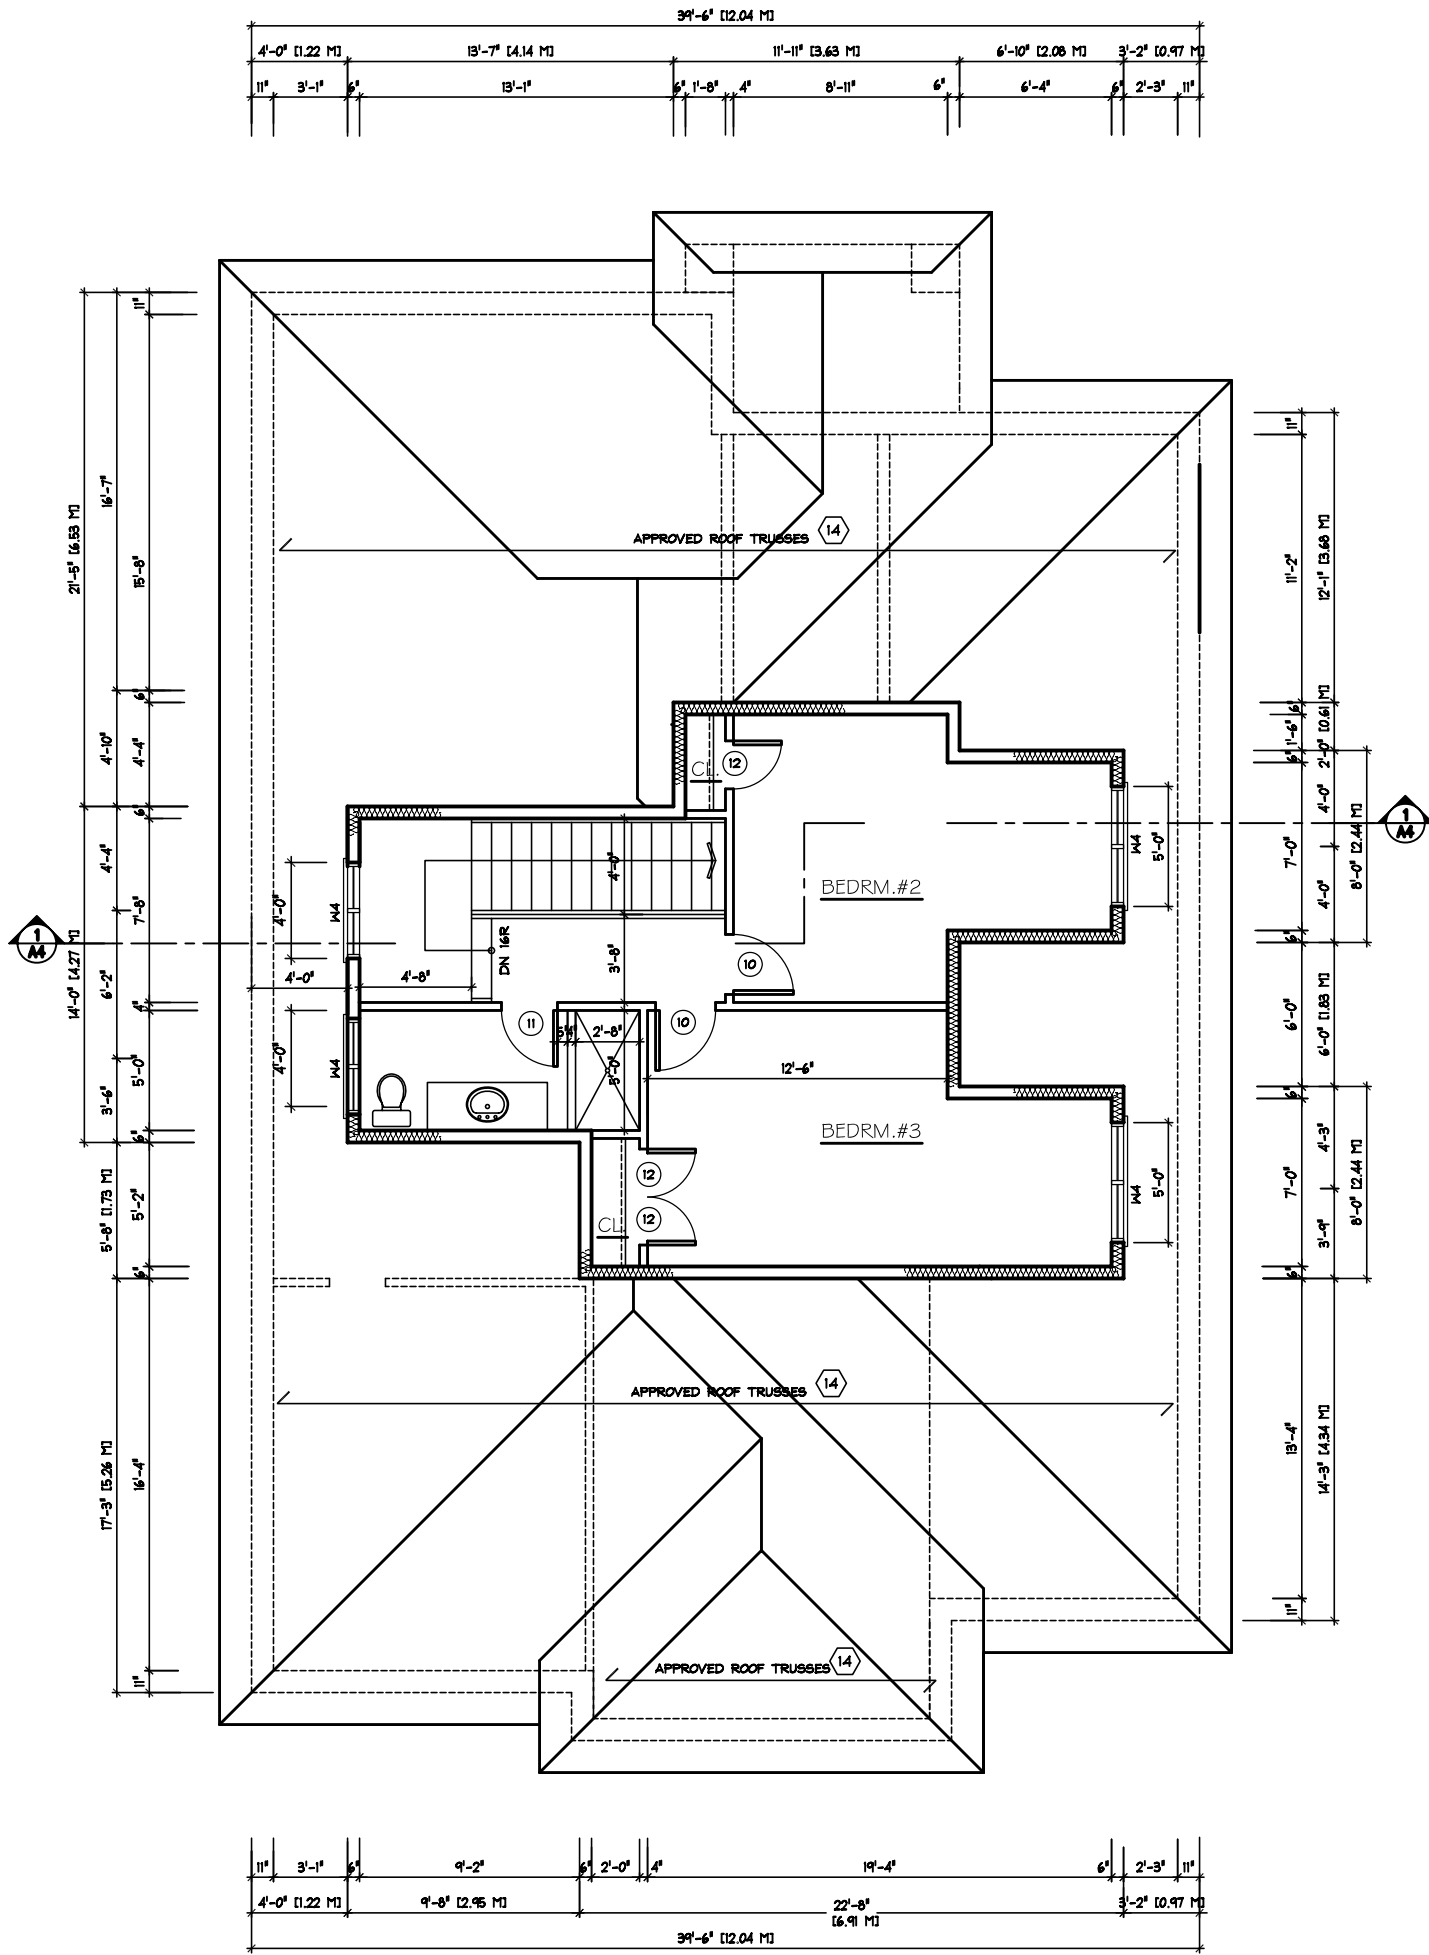 39'-6" [12.04 M]
4'-0" [1.22 M] 13'-7" [4.14 M] 11'-11" [3.63 M] 6'-10" [2.08 M] 3'-2" [0.97 M]
11" 3'-1" 6" 13'-1" 6" 1'-8" 4" 8'-11" 6" 6'-4" 6" 2'-3" 11"
21'-5" [6.53 M]
14'-0" [4.27 M]
16'-7"
4'-10"
4'-4"
6'-2"
3'-6"
5'-8" [1.73 M]
17'-3" [5.26 M]
11"
15'-8"
6"
4'-4"
6"
7'-8"
4"
5'-0"
6"
5'-2"
6"
16'-4"
11"
1
A4
APPROVED ROOF TRUSSES 14
CL. 12
BEDRM.#2
4'-0"
W4
4'-0"
4'-0"
W4
4'-0"
4'-8"
DN 16R
3'-8"
10
11
10
2'-8"
5'-0"
12'-6"
BEDRM.#3
12
12
CL.
W4
5'-0"
W4
5'-0"
APPROVED ROOF TRUSSES 14
APPROVED ROOF TRUSSES 14
11"
11'-2"
6"
1'-6"
6"
7'-0"
6"
6'-0"
6"
7'-0"
6"
13'-4"
11"
12'-1" [3.68 M]
2'-0" [0.61 M]
4'-0"
4'-0"
6'-0" [1.83 M]
4'-3"
3'-9"
14'-3" [4.34 M]
8'-0" [2.44 M]
8'-0" [2.44 M]
1
A4
11" 3'-1" 6" 9'-2" 6" 2'-0" 4" 19'-4" 6" 2'-3" 11"
4'-0" [1.22 M] 9'-8" [2.95 M] 22'-8" [6.91 M] 3'-2" [0.97 M]
39'-6" [12.04 M]